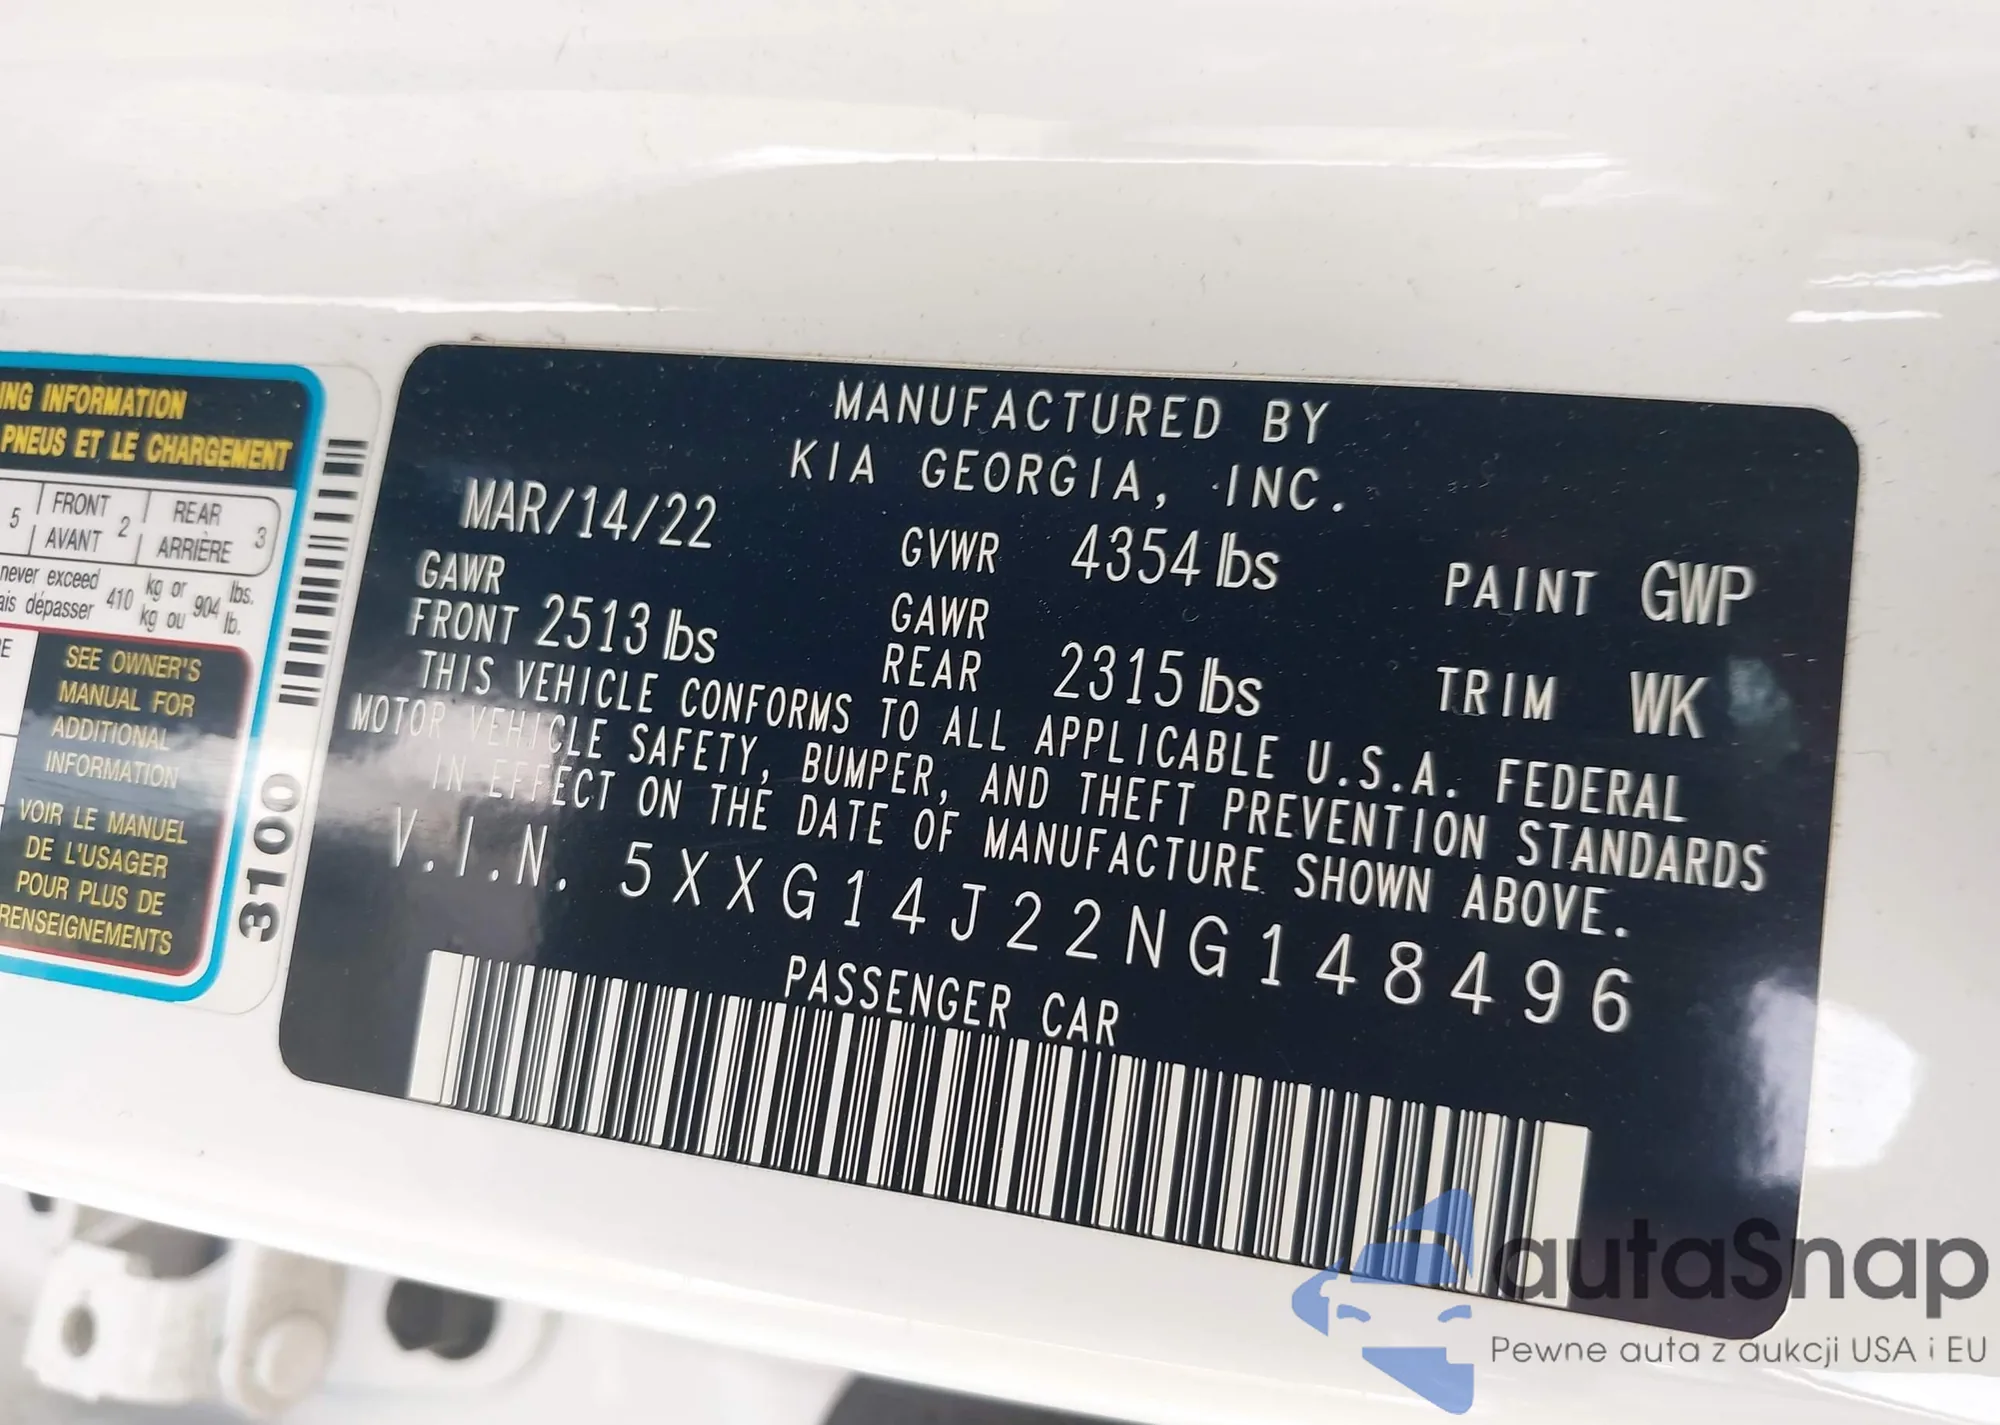 ING INFORMATION
PNEUS ET LE CHARGEMENT
5 FRONT AVANT 2 REAR ARRIÈRE 3
never exceed 410 kg or 904 lbs.
ais dépasser kg ou lb.
E
SEE OWNER'S
MANUAL FOR
ADDITIONAL
INFORMATION
VOIR LE MANUEL
DE L'USAGER
POUR PLUS DE
RENSEIGNEMENTS
3100
MANUFACTURED BY
KIA GEORGIA, INC.
MAR/14/22 GVWR 4354 lbs PAINT GWP
GAWR FRONT 2513 lbs GAWR REAR 2315 lbs TRIM WK
THIS VEHICLE CONFORMS TO ALL APPLICABLE U.S.A. FEDERAL
MOTOR VEHICLE SAFETY, BUMPER, AND THEFT PREVENTION STANDARDS
IN EFFECT ON THE DATE OF MANUFACTURE SHOWN ABOVE.
V.I.N. 5XXG14J22NG148496
PASSENGER CAR
autaSnap
Pewne auta z aukcji USA i EU